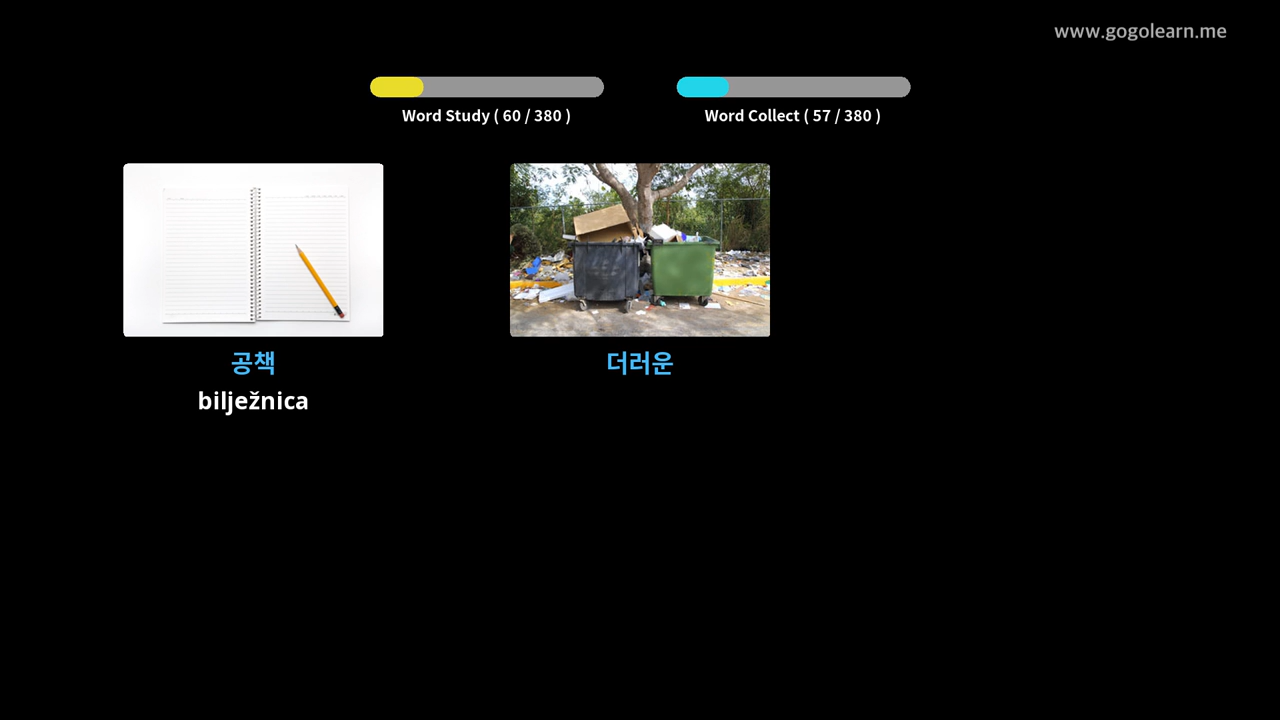 www.gogolearn.me
Word Study ( 60 / 380 )
Word Collect ( 57 / 380 )
공책
더러운
bilježnica